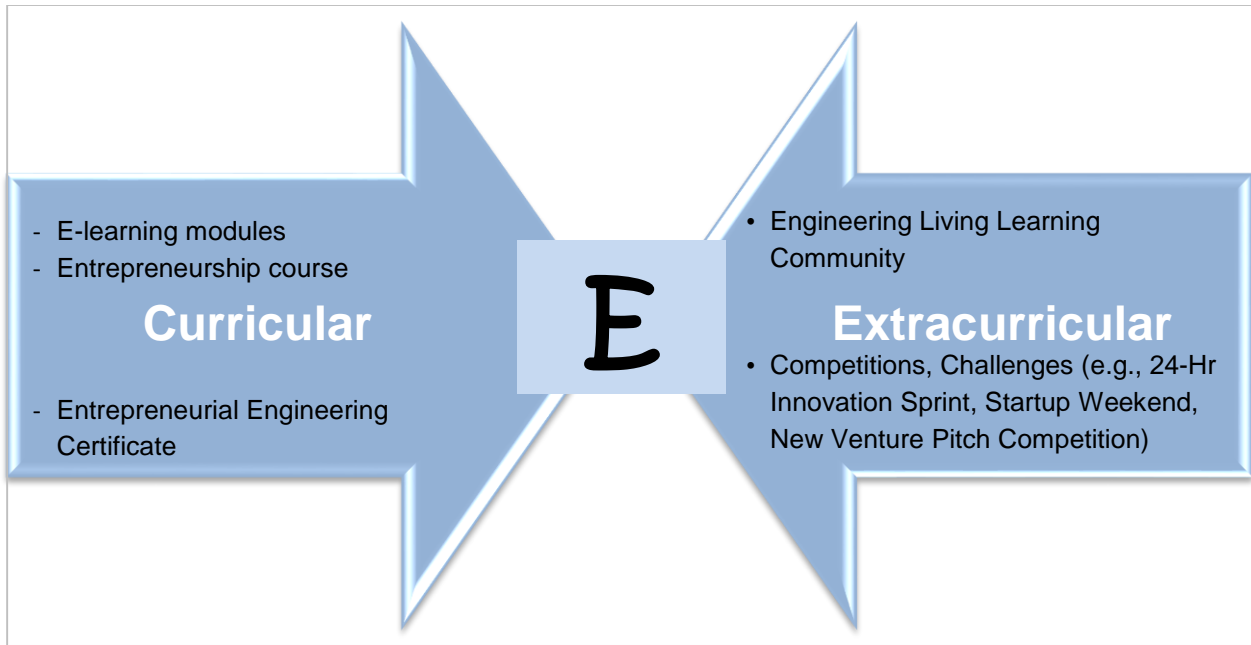 - E-learning modules
- Entrepreneurship course
Curricular
- Entrepreneurial Engineering
Certificate
E
• Engineering Living Learning
Community
Extracurricular
• Competitions, Challenges (e.g., 24-Hr
Innovation Sprint, Startup Weekend,
New Venture Pitch Competition)